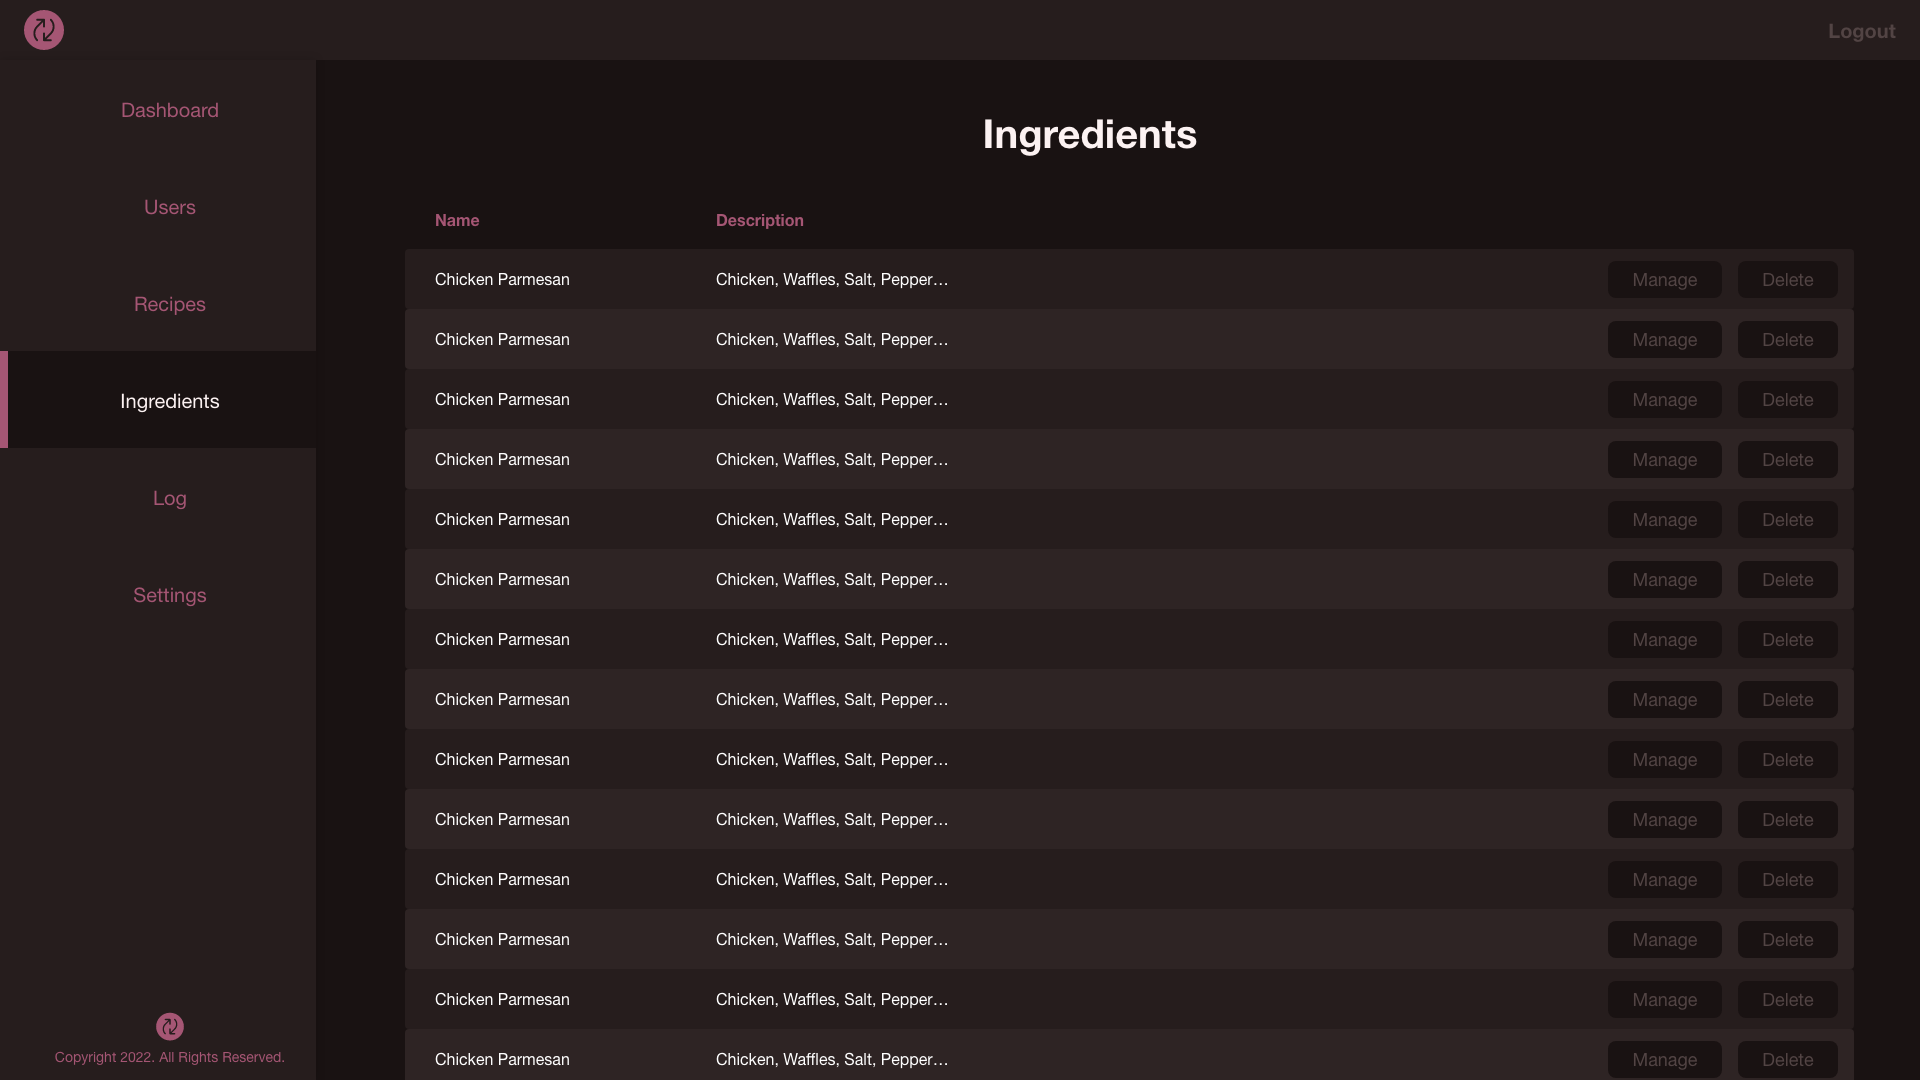 Logout
Dashboard
Users
Recipes
Ingredients
Log
Settings
Copyright 2022. All Rights Reserved.
Ingredients
Name Description
Chicken Parmesan Chicken, Waffles, Salt, Pepper... Manage Delete
Chicken Parmesan Chicken, Waffles, Salt, Pepper... Manage Delete
Chicken Parmesan Chicken, Waffles, Salt, Pepper... Manage Delete
Chicken Parmesan Chicken, Waffles, Salt, Pepper... Manage Delete
Chicken Parmesan Chicken, Waffles, Salt, Pepper... Manage Delete
Chicken Parmesan Chicken, Waffles, Salt, Pepper... Manage Delete
Chicken Parmesan Chicken, Waffles, Salt, Pepper... Manage Delete
Chicken Parmesan Chicken, Waffles, Salt, Pepper... Manage Delete
Chicken Parmesan Chicken, Waffles, Salt, Pepper... Manage Delete
Chicken Parmesan Chicken, Waffles, Salt, Pepper... Manage Delete
Chicken Parmesan Chicken, Waffles, Salt, Pepper... Manage Delete
Chicken Parmesan Chicken, Waffles, Salt, Pepper... Manage Delete
Chicken Parmesan Chicken, Waffles, Salt, Pepper... Manage Delete
Chicken Parmesan Chicken, Waffles, Salt, Pepper... Manage Delete